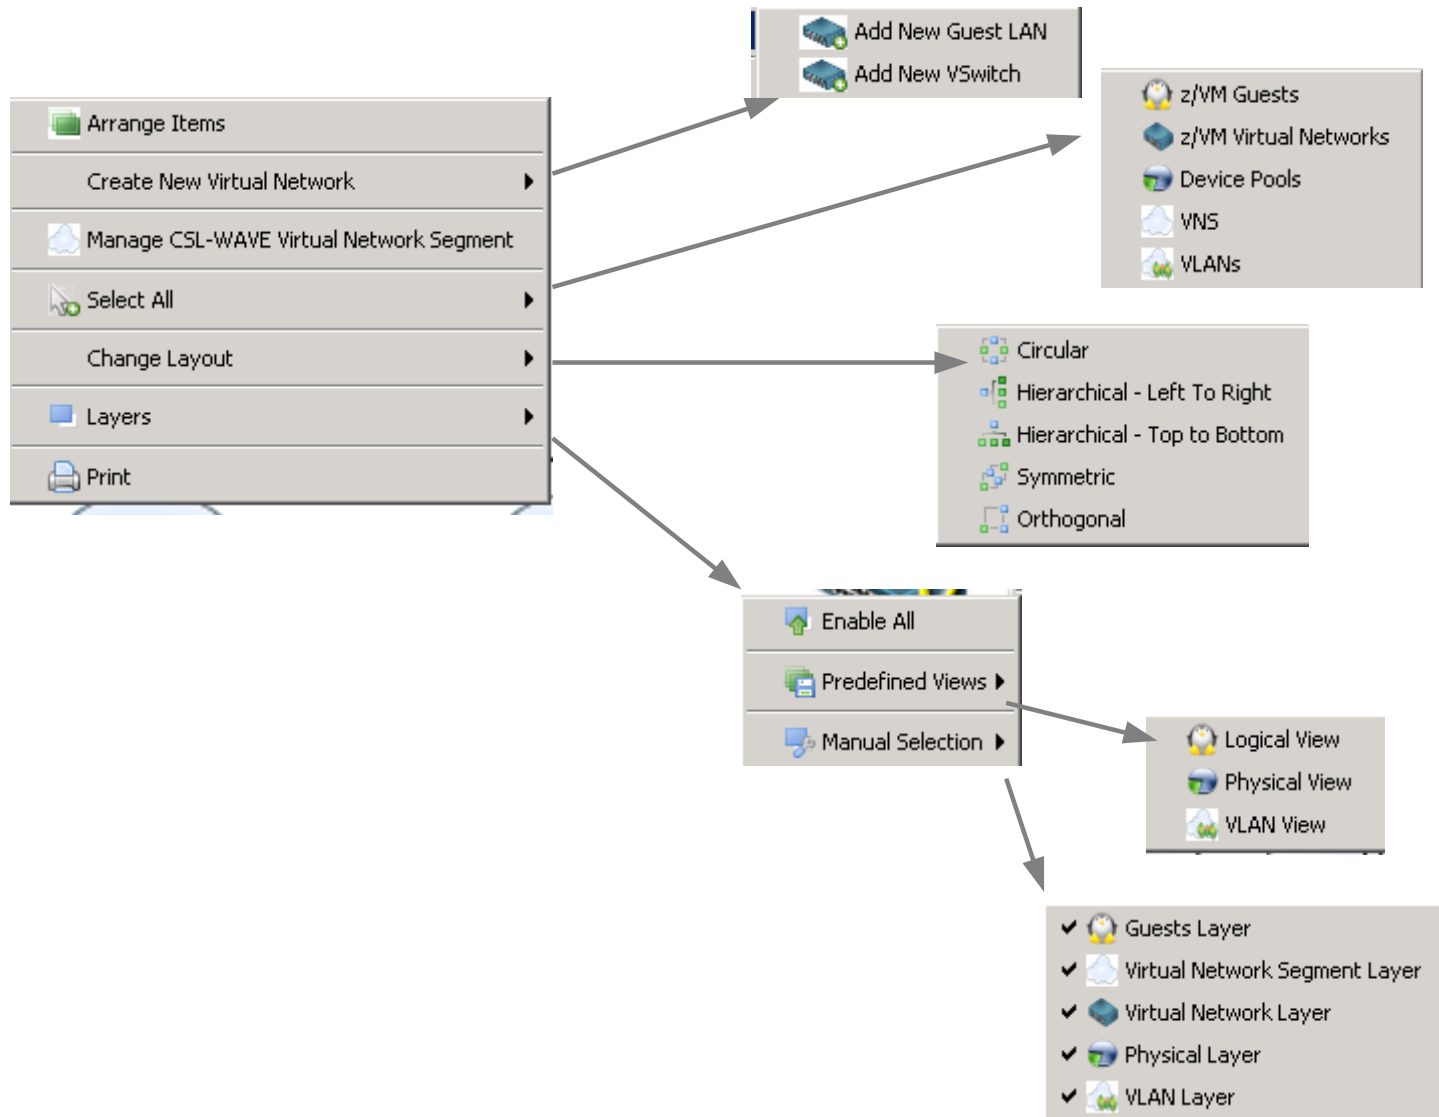 Add New Guest LAN
Add New VSwitch
Arrange Items
Create New Virtual Network
Manage CSL-WAVE Virtual Network Segment
Select All
Change Layout
Layers
Print
z/VM Guests
z/VM Virtual Networks
Device Pools
VNS
VLANs
Circular
Hierarchical - Left To Right
Hierarchical - Top to Bottom
Symmetric
Orthogonal
Enable All
Predefined Views
Manual Selection
Logical View
Physical View
VLAN View
Guests Layer
Virtual Network Segment Layer
Virtual Network Layer
Physical Layer
VLAN Layer